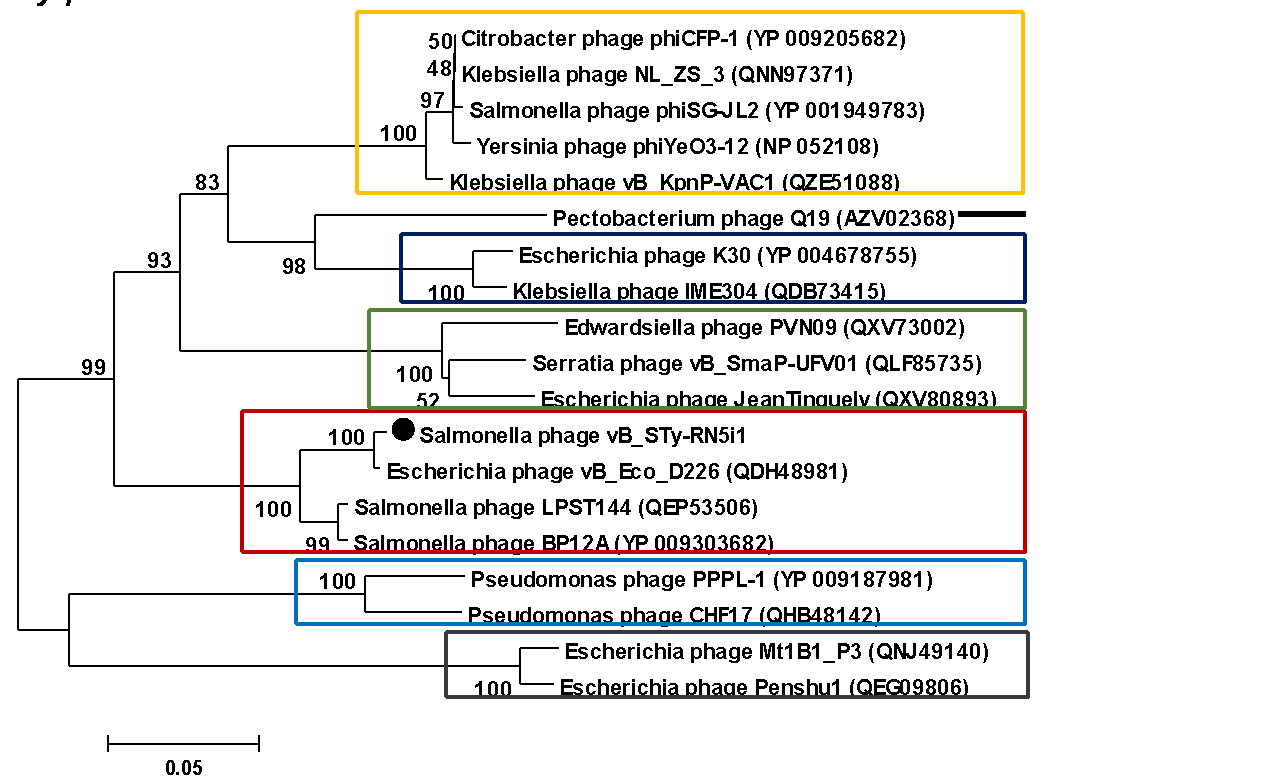 50
Citrobacter phage phiCFP-1 (YP 009205682)
48
Klebsiella phage NL_ZS_3 (QNN97371)
97
Salmonella phage phiSG-JL2 (YP 001949783)
100
Yersinia phage phiYeO3-12 (NP 052108)
83
Klebsiella phage vB_KpnP-VAC1 (QZE51088)
Pectobacterium phage Q19 (AZV02368)
93
98
Escherichia phage K30 (YP 004678755)
100
Klebsiella phage IME304 (QDB73415)
Edwardsiella phage PVN09 (QXV73002)
99
100
Serratia phage vB_SmaP-UFV01 (QLF85735)
52
Escherichia phage JeanTinguely (QXV80893)
100
Salmonella phage vB_STy-RN5i1
Escherichia phage vB_Eco_D226 (QDH48981)
100
Salmonella phage LPST144 (QEP53506)
99
Salmonella phage BP12A (YP 009303682)
100
Pseudomonas phage PPPL-1 (YP 009187981)
Pseudomonas phage CHF17 (QHB48142)
Escherichia phage Mt1B1_P3 (QNJ49140)
100
Escherichia phage Penshu1 (QEG09806)
0.05